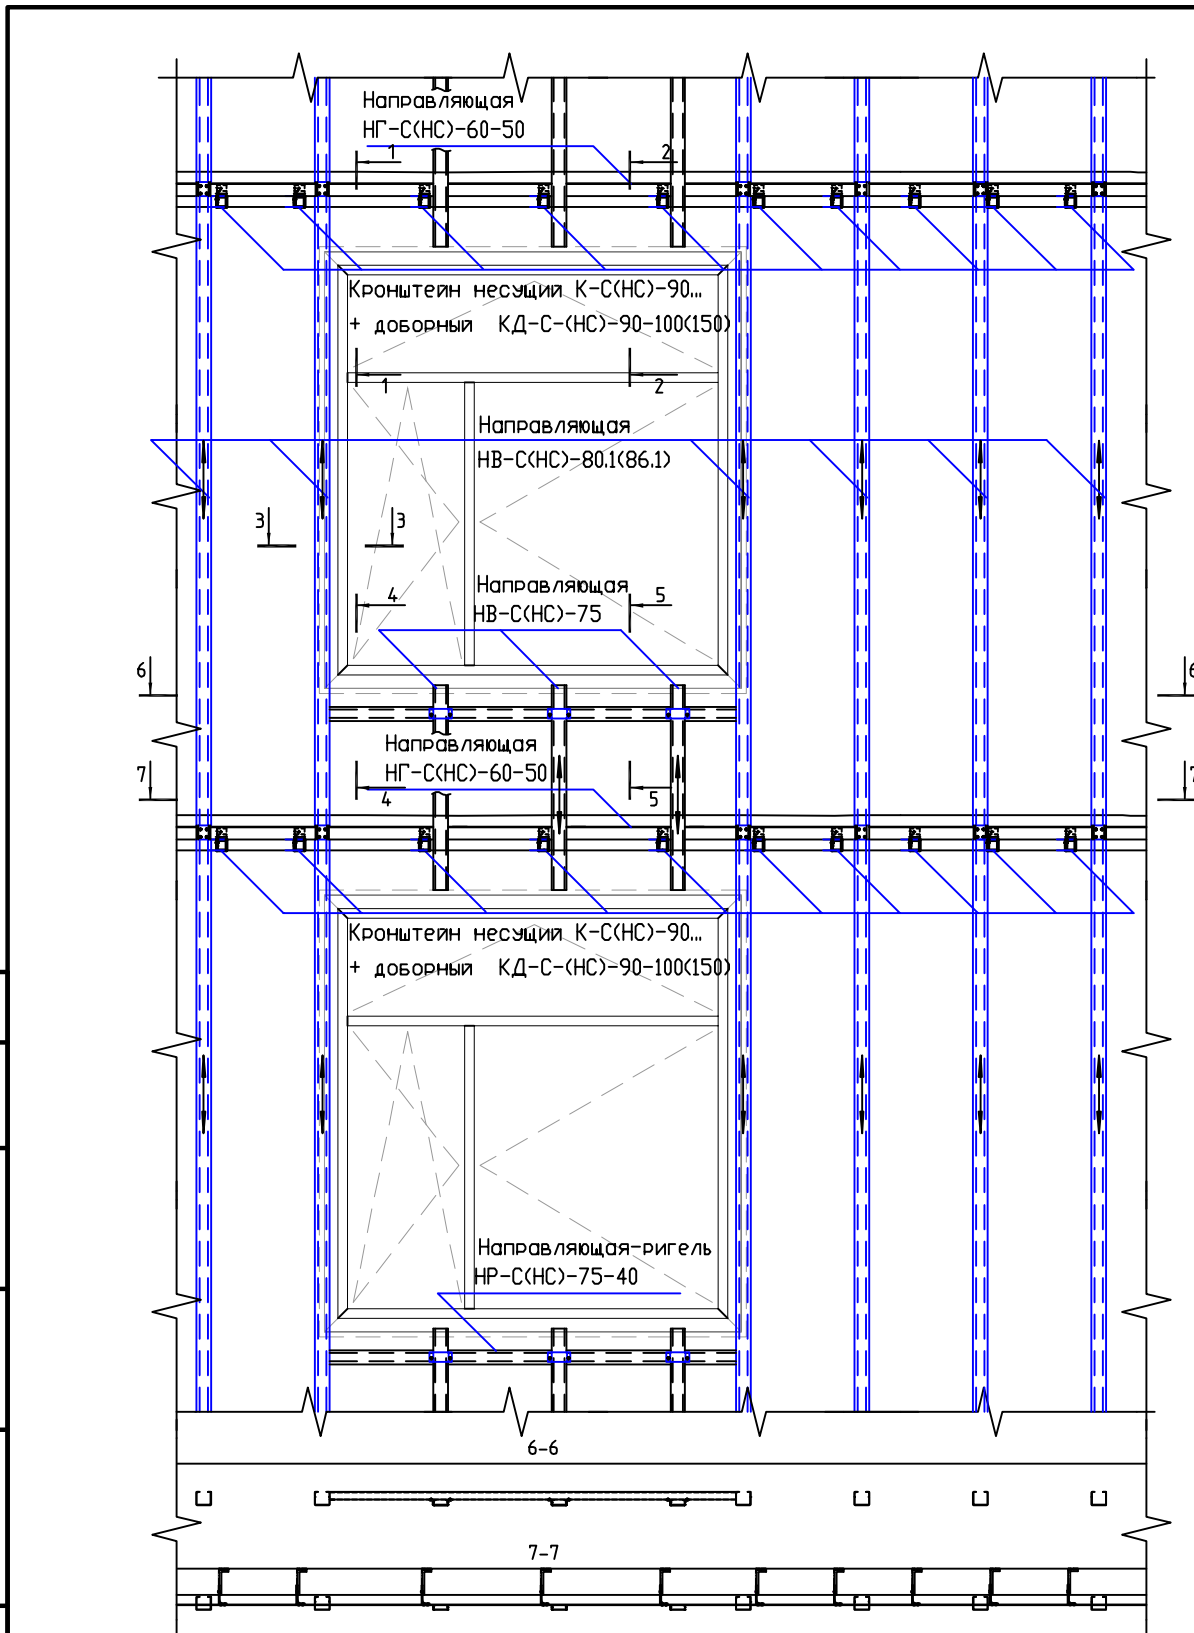 Направляющая
НГ-С(НС)-60-50
1
2
Кронштейн несущий К-С(НС)-90...
+ доборный КД-С-(НС)-90-100(150)
1
2
Направляющая
НВ-С(НС)-80.1(86.1)
3
3
Направляющая
НВ-С(НС)-75
4
5
6
6
Направляющая
НГ-С(НС)-60-50
7
7
4
5
Кронштейн несущий К-С(НС)-90...
+ доборный КД-С-(НС)-90-100(150)
Направляющая-ригель
НР-С(НС)-75-40
6-6
7-7